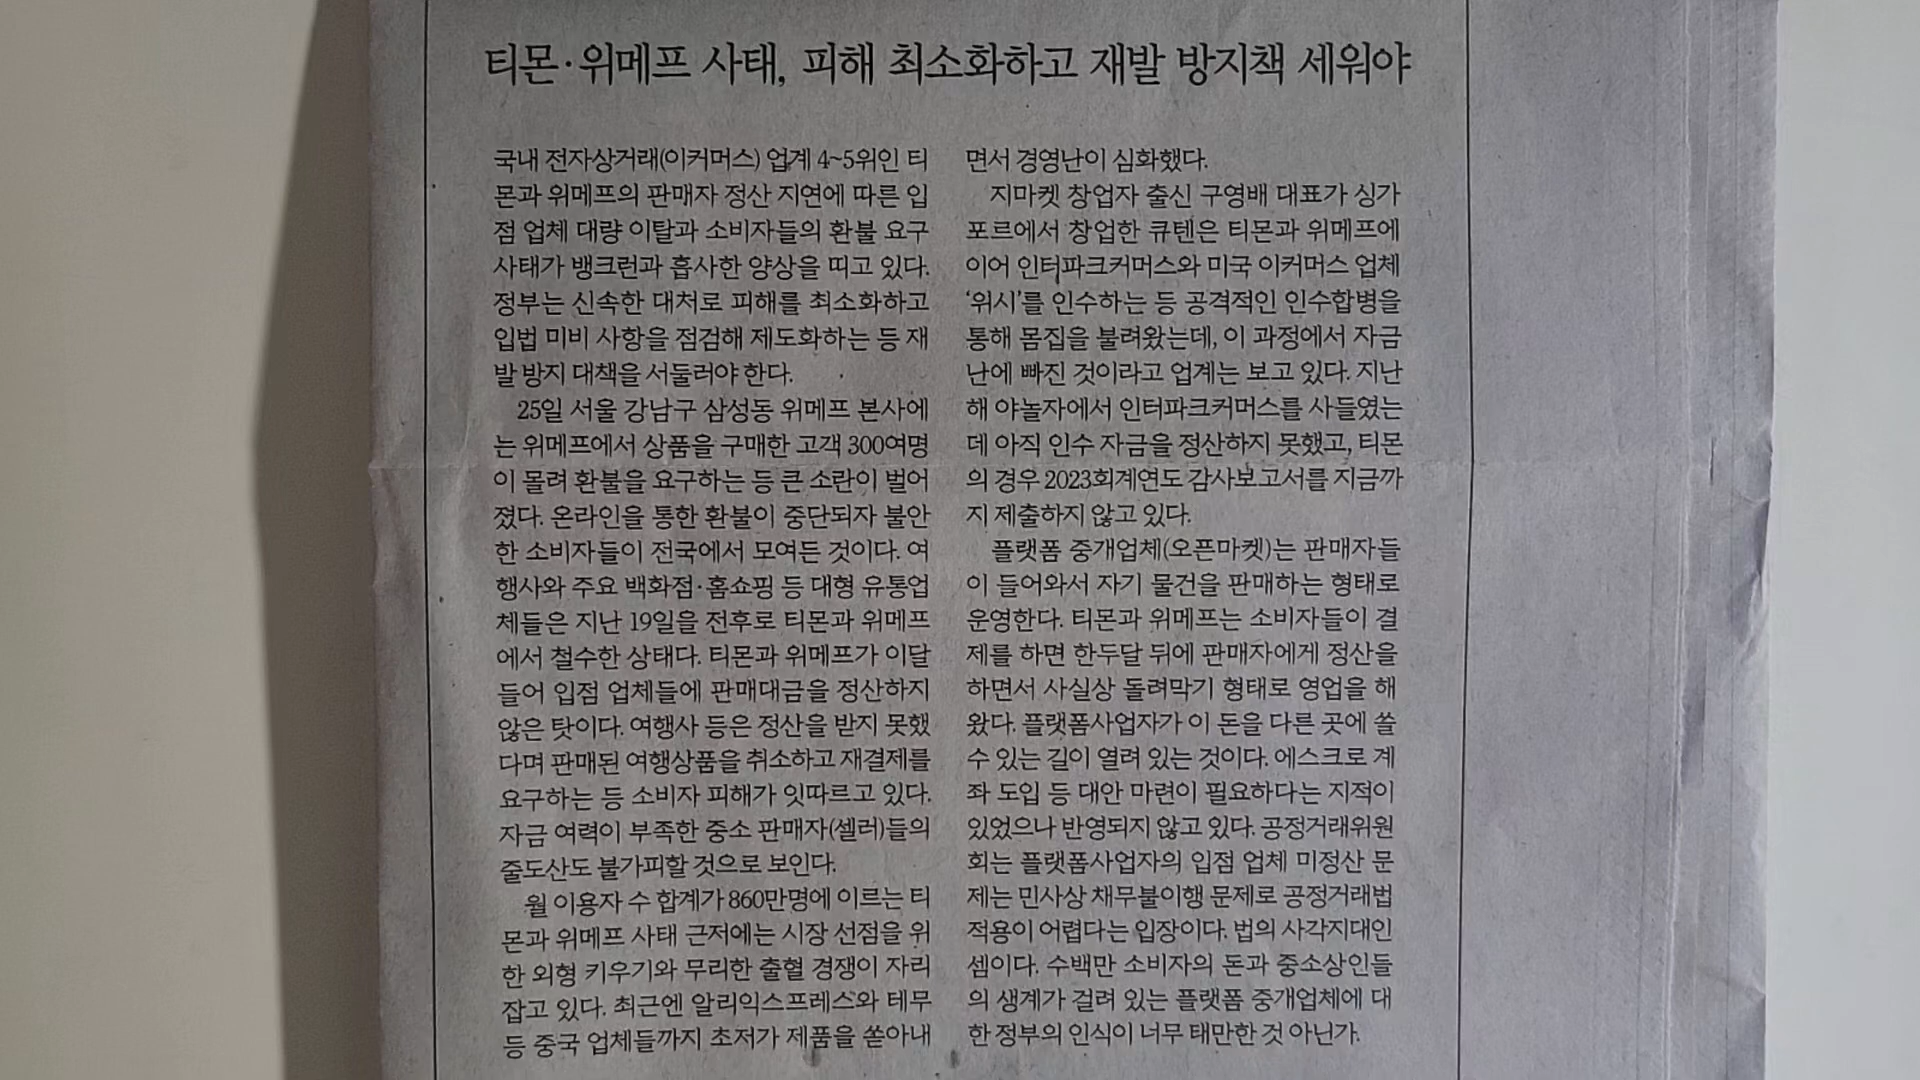 티몬·위메프 사태, 피해 최소화하고 재발 방지책 세워야
국내 전자상거래(이커머스) 업계 4~5위인 티
몬과 위메프의 판매자 정산 지연에 따른 입
점 업체 대량 이탈과 소비자들의 환불 요구
사태가 뱅크런과 흡사한 양상을 띠고 있다.
정부는 신속한 대처로 피해를 최소화하고
입법 미비 사항을 점검해 제도화하는 등 재
발 방지 대책을 서둘러야 한다.
25일 서울 강남구 삼성동 위메프 본사에
는 위메프에서 상품을 구매한 고객 300여명
이 몰려 환불을 요구하는 등 큰 소란이 벌어
졌다. 온라인을 통한 환불이 중단되자 불안
한 소비자들이 전국에서 모여든 것이다. 여
행사와 주요 백화점·홈쇼핑 등 대형 유통업
체들은 지난 19일을 전후로 티몬과 위메프
에서 철수한 상태다. 티몬과 위메프가 이달
들어 입점 업체들에 판매대금을 정산하지
않은 탓이다. 여행사 등은 정산을 받지 못했
다며 판매된 여행상품을 취소하고 재결제를
요구하는 등 소비자 피해가 잇따르고 있다.
자금 여력이 부족한 중소 판매자(셀러)들의
줄도산도 불가피할 것으로 보인다.
월 이용자 수 합계가 860만명에 이르는 티
몬과 위메프 사태 근저에는 시장 선점을 위
한 외형 키우기와 무리한 출혈 경쟁이 자리
잡고 있다. 최근엔 알리익스프레스와 테무
등 중국 업체들까지 초저가 제품을 쏟아내
면서 경영난이 심화했다.
지마켓 창업자 출신 구영배 대표가 싱가
포르에서 창업한 큐텐은 티몬과 위메프에
이어 인터파크커머스와 미국 이커머스 업체
‘위시’를 인수하는 등 공격적인 인수합병을
통해 몸집을 불려왔는데, 이 과정에서 자금
난에 빠진 것이라고 업계는 보고 있다. 지난
해 야놀자에서 인터파크커머스를 사들였는
데 아직 인수 자금을 정산하지 못했고, 티몬
의 경우 2023회계연도 감사보고서를 지금까
지 제출하지 않고 있다.
플랫폼 중개업체(오픈마켓)는 판매자들
이 들어와서 자기 물건을 판매하는 형태로
운영한다. 티몬과 위메프는 소비자들이 결
제를 하면 한두달 뒤에 판매자에게 정산을
하면서 사실상 돌려막기 형태로 영업을 해
왔다. 플랫폼사업자가 이 돈을 다른 곳에 쓸
수 있는 길이 열려 있는 것이다. 에스크로 계
좌 도입 등 대안 마련이 필요하다는 지적이
있었으나 반영되지 않고 있다. 공정거래위원
회는 플랫폼사업자의 입점 업체 미정산 문
제는 민사상 채무불이행 문제로 공정거래법
적용이 어렵다는 입장이다. 법의 사각지대인
셈이다. 수백만 소비자의 돈과 중소상인들
의 생계가 걸려 있는 플랫폼 중개업체에 대
한 정부의 인식이 너무 태만한 것 아닌가.